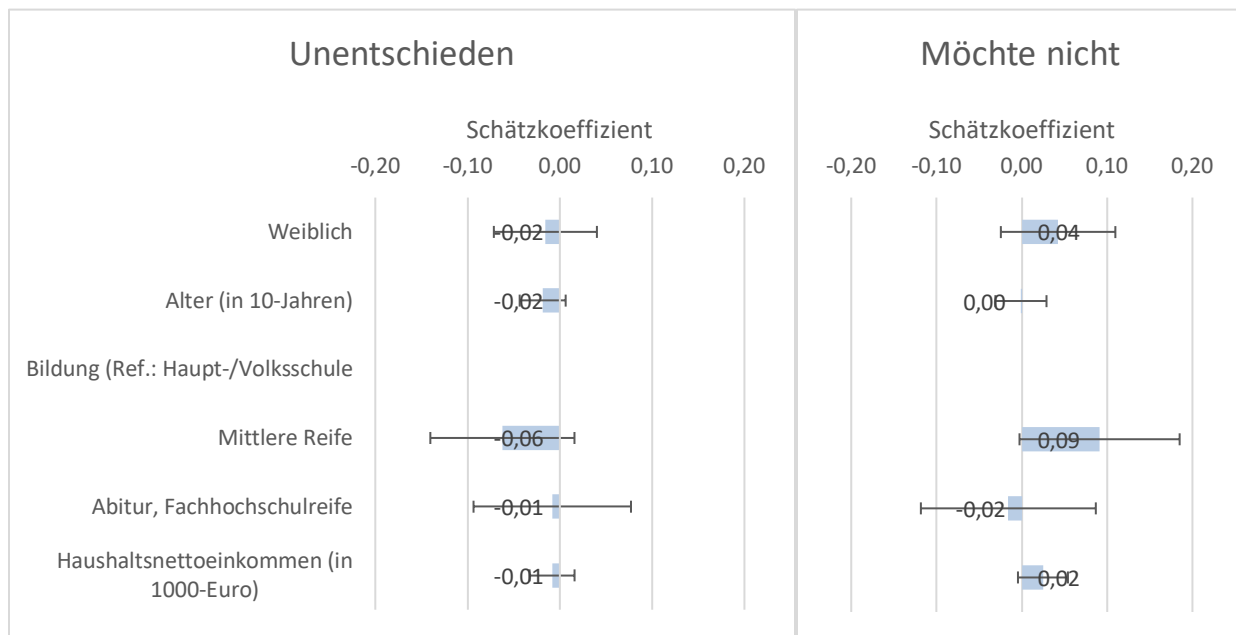 Unentschieden
Schätzkoeffizient
-0,20 -0,10 0,00 0,10 0,20
Weiblich
-0,02
Alter (in 10-Jahren)
-0,02
Bildung (Ref.: Haupt-/Volksschule
Mittlere Reife
-0,06
Abitur, Fachhochschulreife
-0,01
Haushaltsnettoeinkommen (in
1000-Euro)
-0,01
Möchte nicht
Schätzkoeffizient
-0,20 -0,10 0,00 0,10 0,20
0,04
0,00
0,09
-0,02
0,02